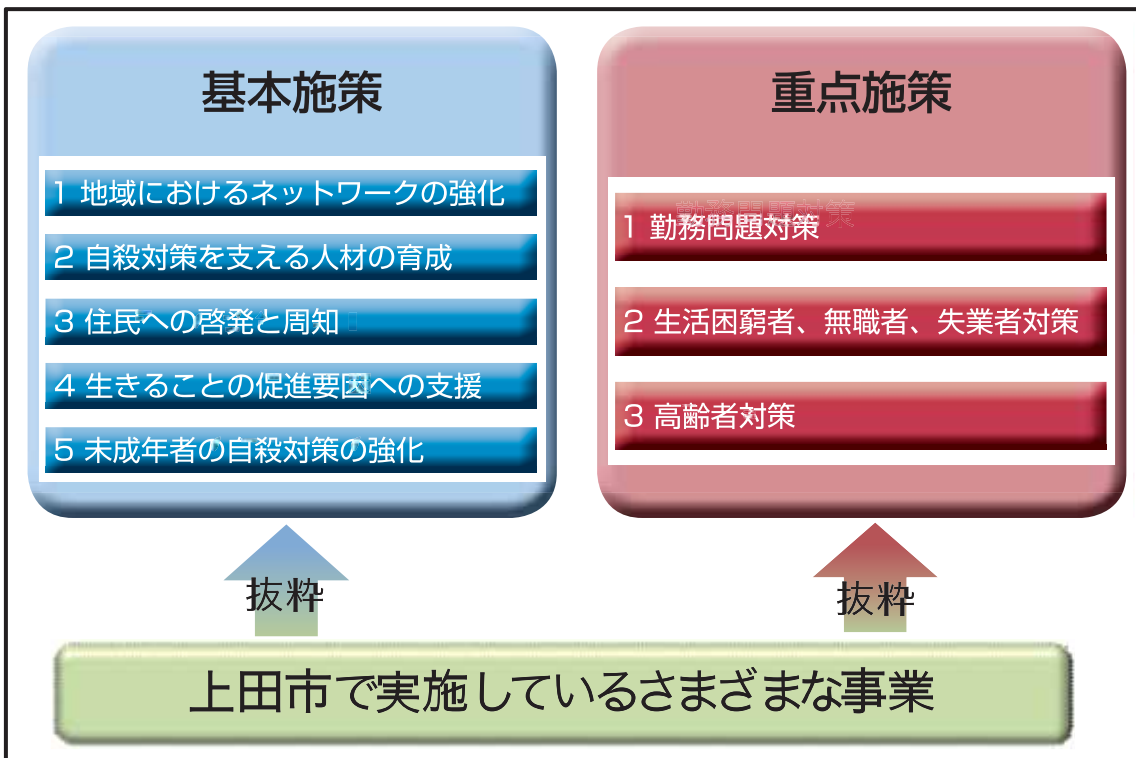 基本施策
1 地域におけるネットワークの強化
2 自殺対策を支える人材の育成
3 住民への啓発と周知
4 生きることの促進要因への支援
5 未成年者の自殺対策の強化
重点施策
1 勤務問題対策
2 生活困窮者、無職者、失業者対策
3 高齢者対策
抜粋
抜粋
上田市で実施しているさまざまな事業